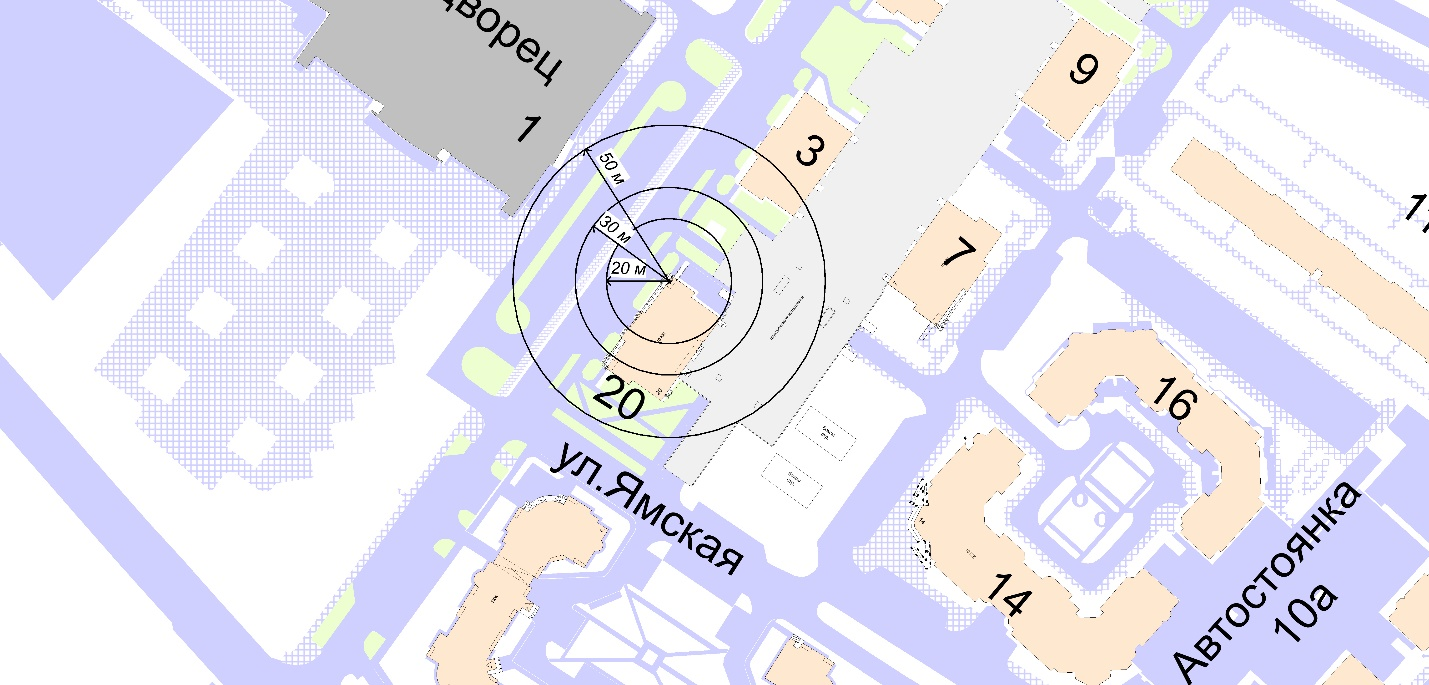 дворец
1
9
3
50 м
30 м
20 м
7
20
16
ул.Ямская
14
Автостоянка
10а